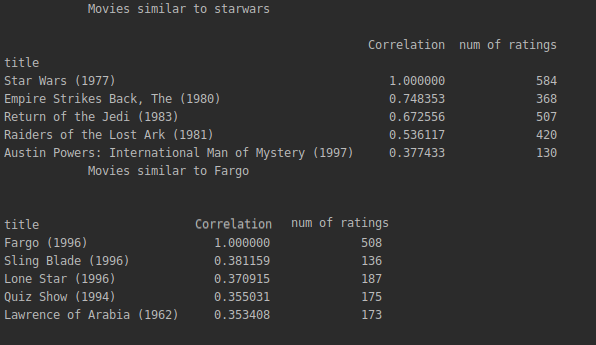 Movies similar to starwars
Correlation num of ratings
title
Star Wars (1977) 1.000000 584
Empire Strikes Back, The (1980) 0.748353 368
Return of the Jedi (1983) 0.672556 507
Raiders of the Lost Ark (1981) 0.536117 420
Austin Powers: International Man of Mystery (1997) 0.377433 130
Movies similar to Fargo
title Correlation num of ratings
Fargo (1996) 1.000000 508
Sling Blade (1996) 0.381159 136
Lone Star (1996) 0.370915 187
Quiz Show (1994) 0.355031 175
Lawrence of Arabia (1962) 0.353408 173